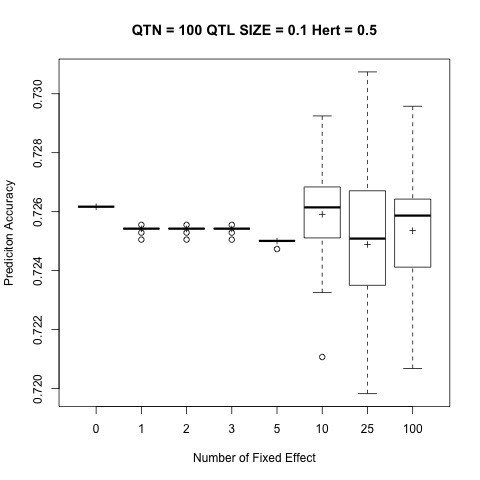 QTN = 100 QTL SIZE = 0.1 Hert = 0.5
Prediciton Accuracy
0.730
0.728
0.726
0.724
0.722
0.720
0 1 2 3 5 10 25 100
Number of Fixed Effect